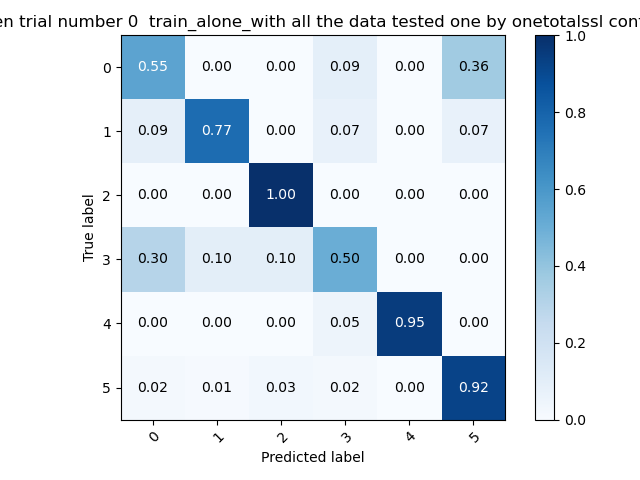 en trial number 0 train_alone_with all the data tested one by onetotalssl con
0 0.55 0.00 0.00 0.09 0.00 0.36
1 0.09 0.77 0.00 0.07 0.00 0.07
2 0.00 0.00 1.00 0.00 0.00 0.00
3 0.30 0.10 0.10 0.50 0.00 0.00
4 0.00 0.00 0.00 0.05 0.95 0.00
5 0.02 0.01 0.03 0.02 0.00 0.92
0 1 2 3 4 5
Predicted label
True label
1.0
0.8
0.6
0.4
0.2
0.0